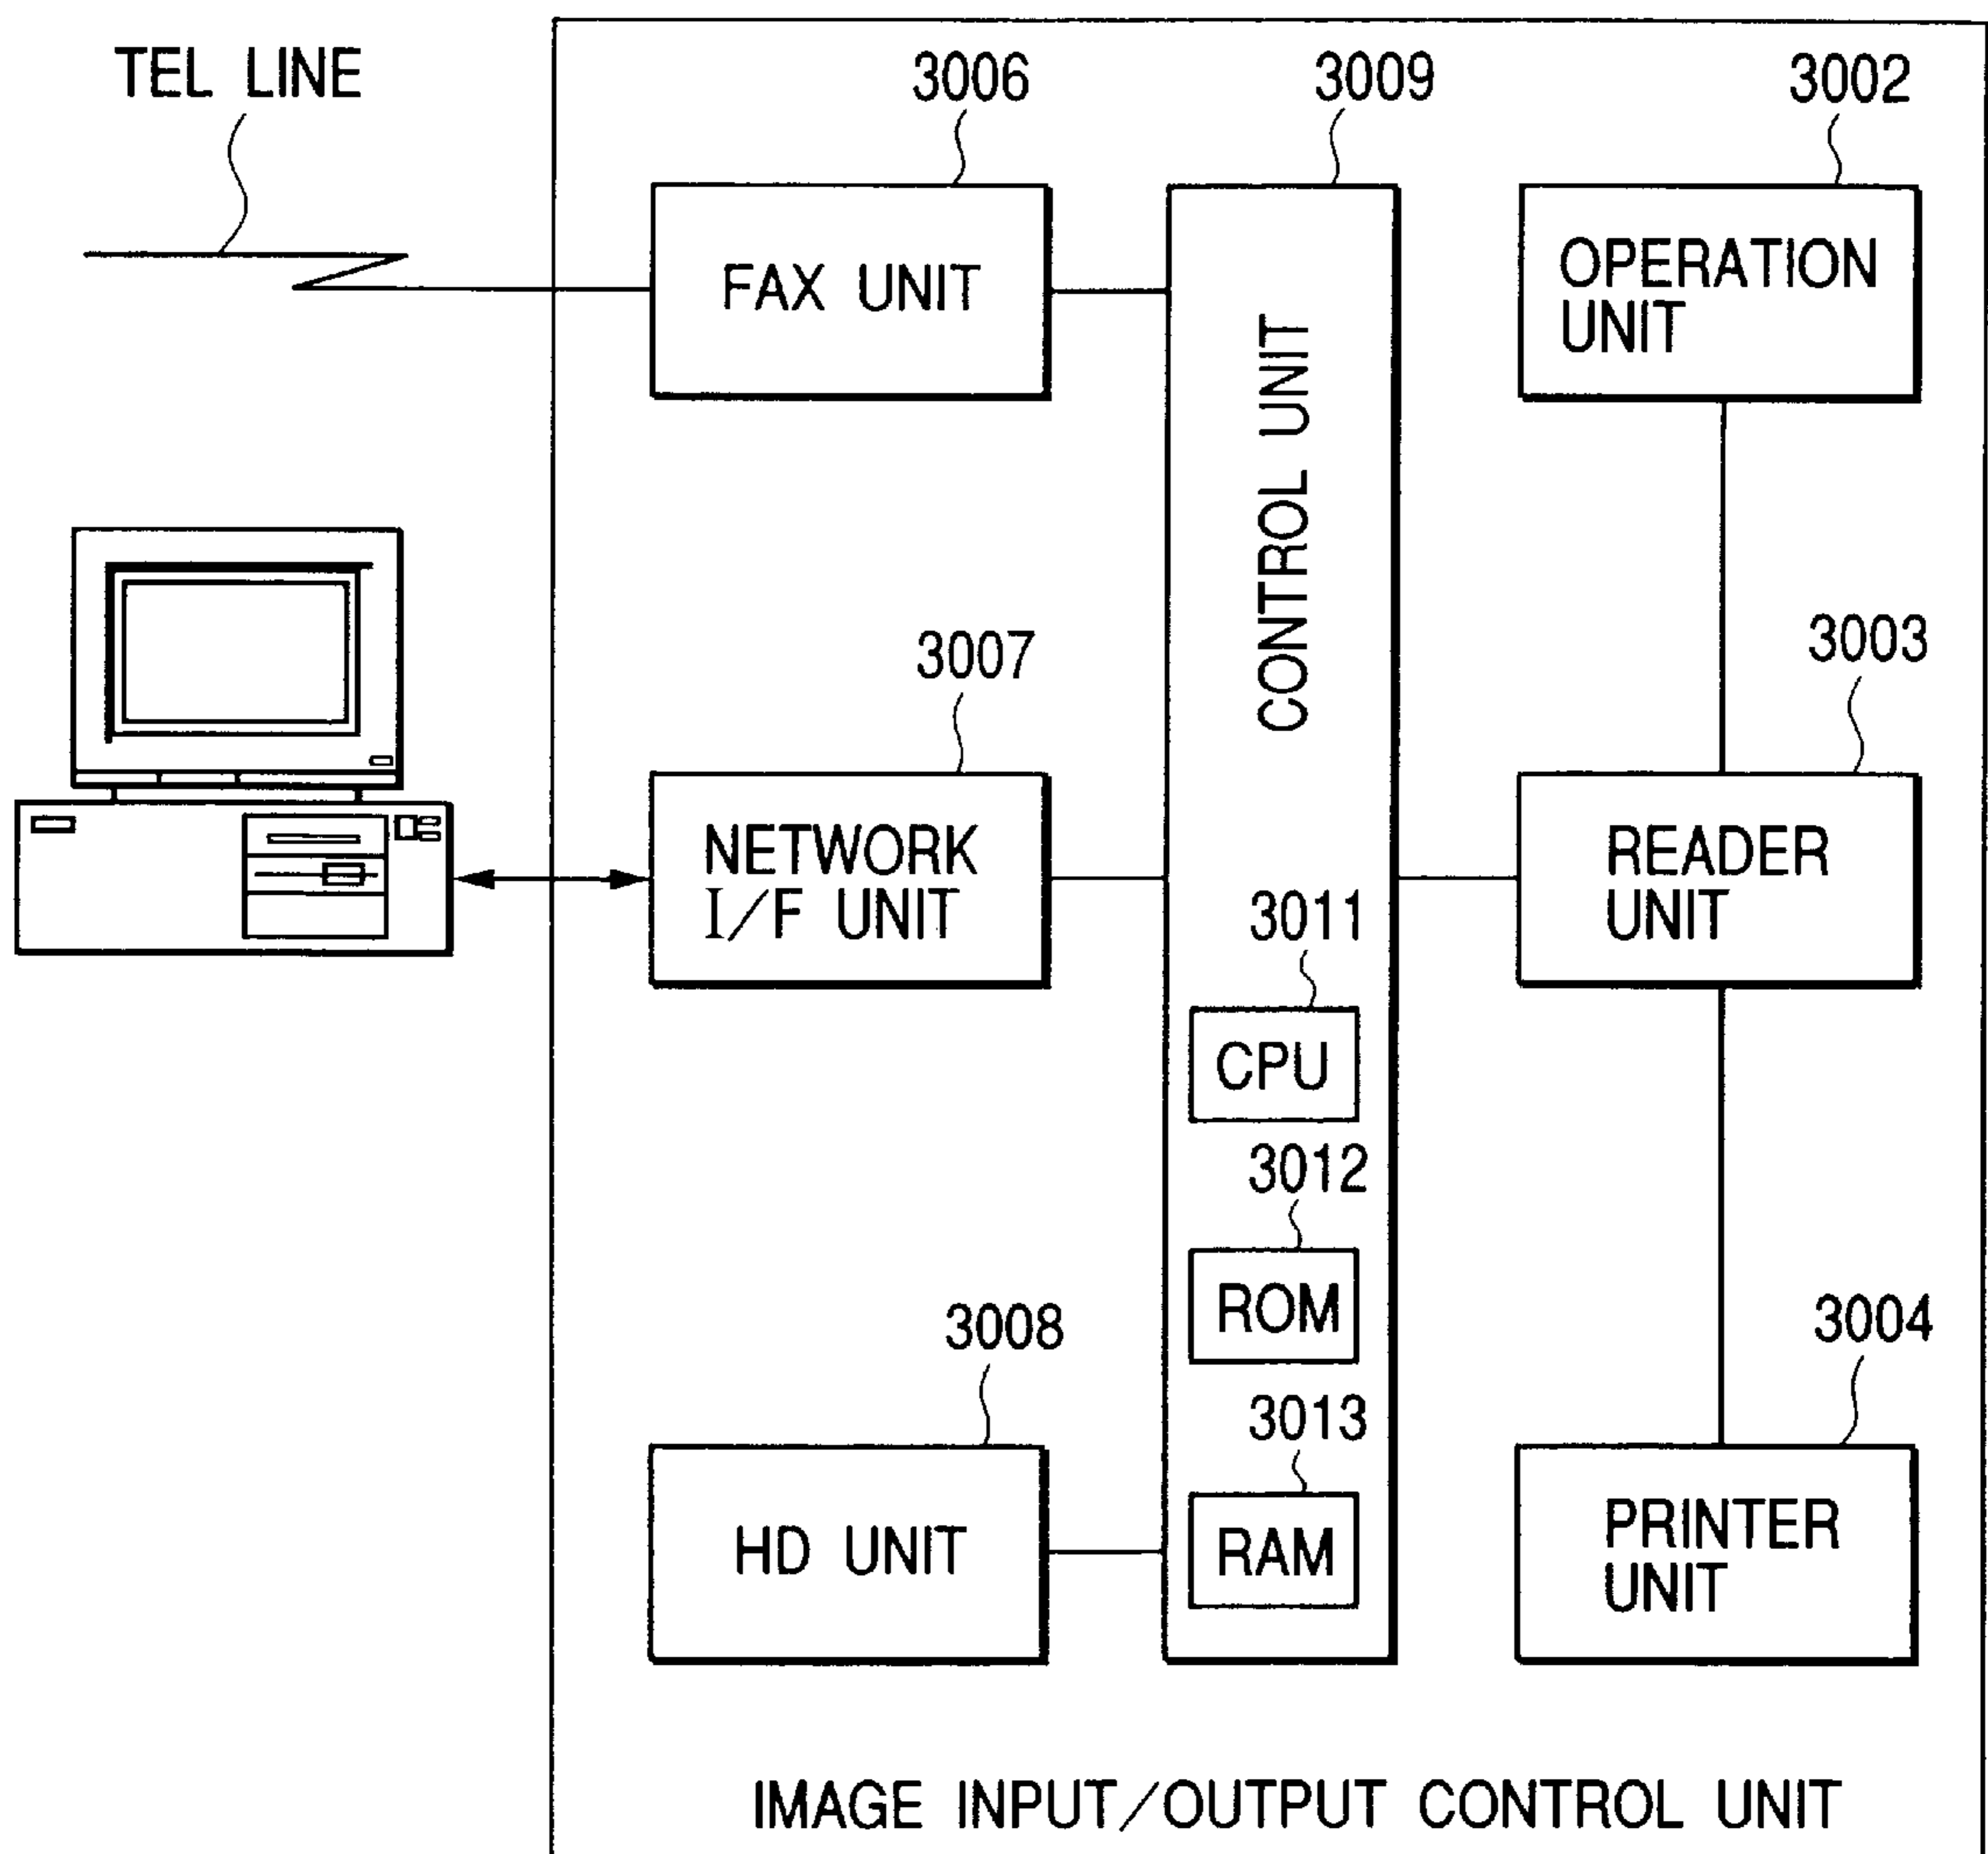 TEL LINE
3006
3009
3002
FAX UNIT
OPERATION
UNIT
CONTROL UNIT
3007
3003
NETWORK
I/F UNIT
READER
UNIT
3011
CPU
3012
ROM
3008
3004
3013
HD UNIT
RAM
PRINTER
UNIT
IMAGE INPUT/OUTPUT CONTROL UNIT